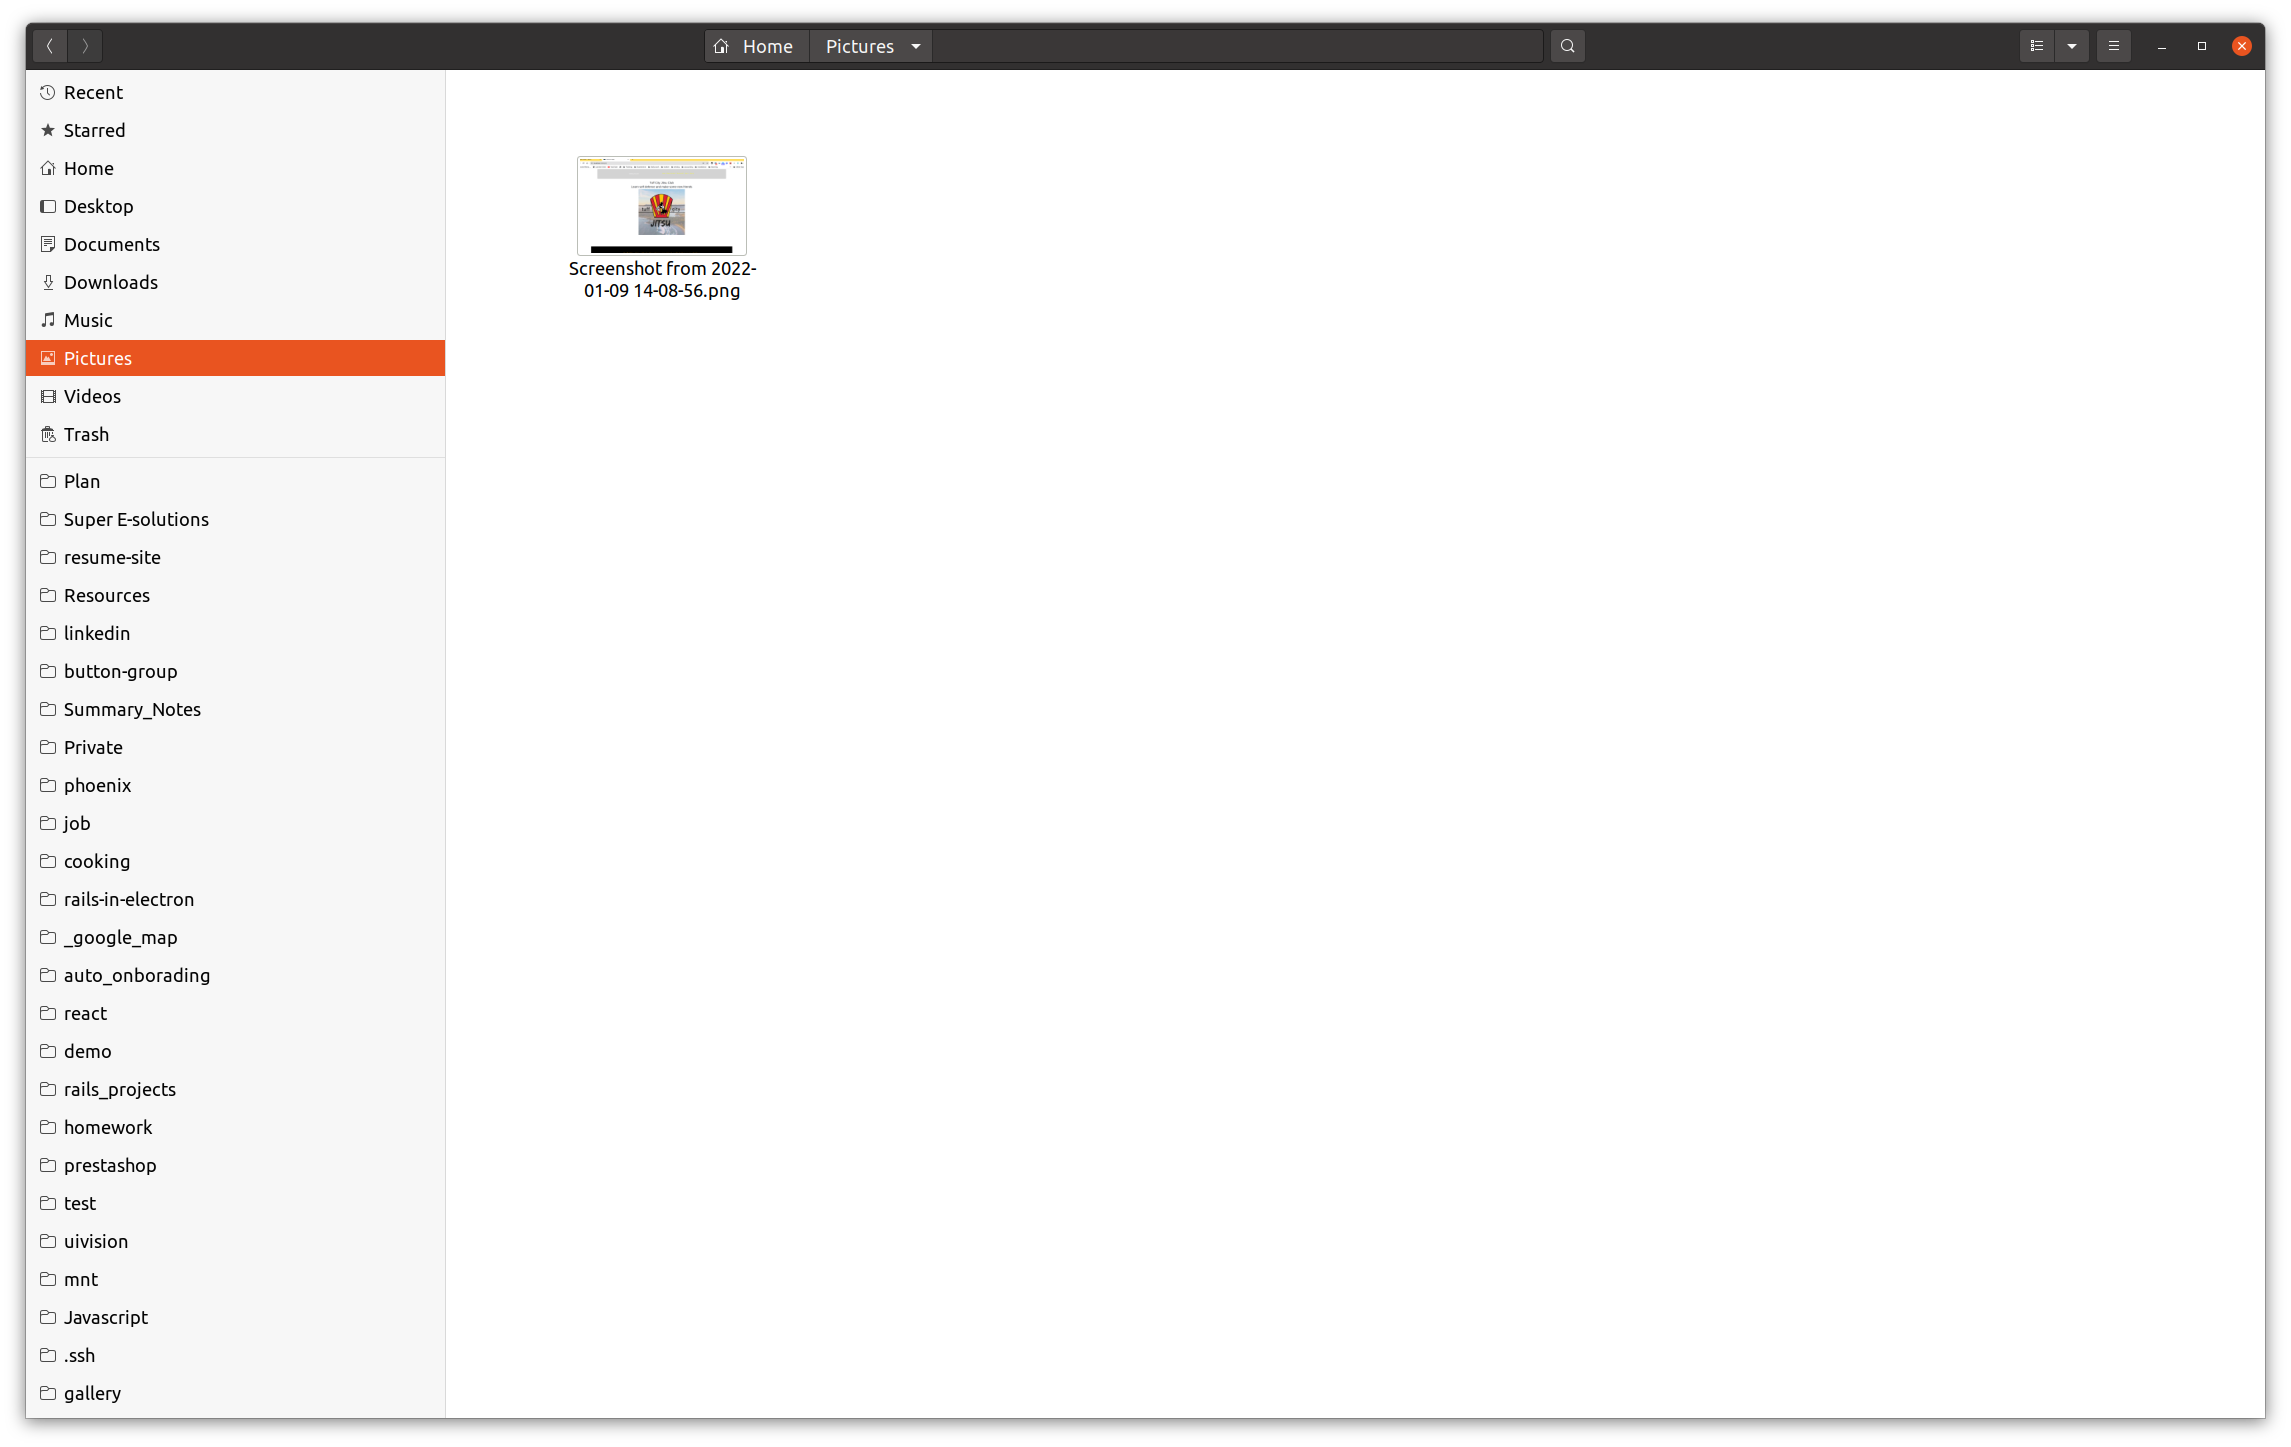 Home Pictures
Recent
Starred
Home
Desktop
Documents
Downloads
Music
Pictures
Videos
Trash
Plan
Super E-solutions
resume-site
Resources
linkedin
button-group
Summary_Notes
Private
phoenix
job
cooking
rails-in-electron
_google_map
auto_onborading
react
demo
rails_projects
homework
prestashop
test
uivision
mnt
Javascript
.ssh
gallery
JITSU
Screenshot from 2022-
01-09 14-08-56.png